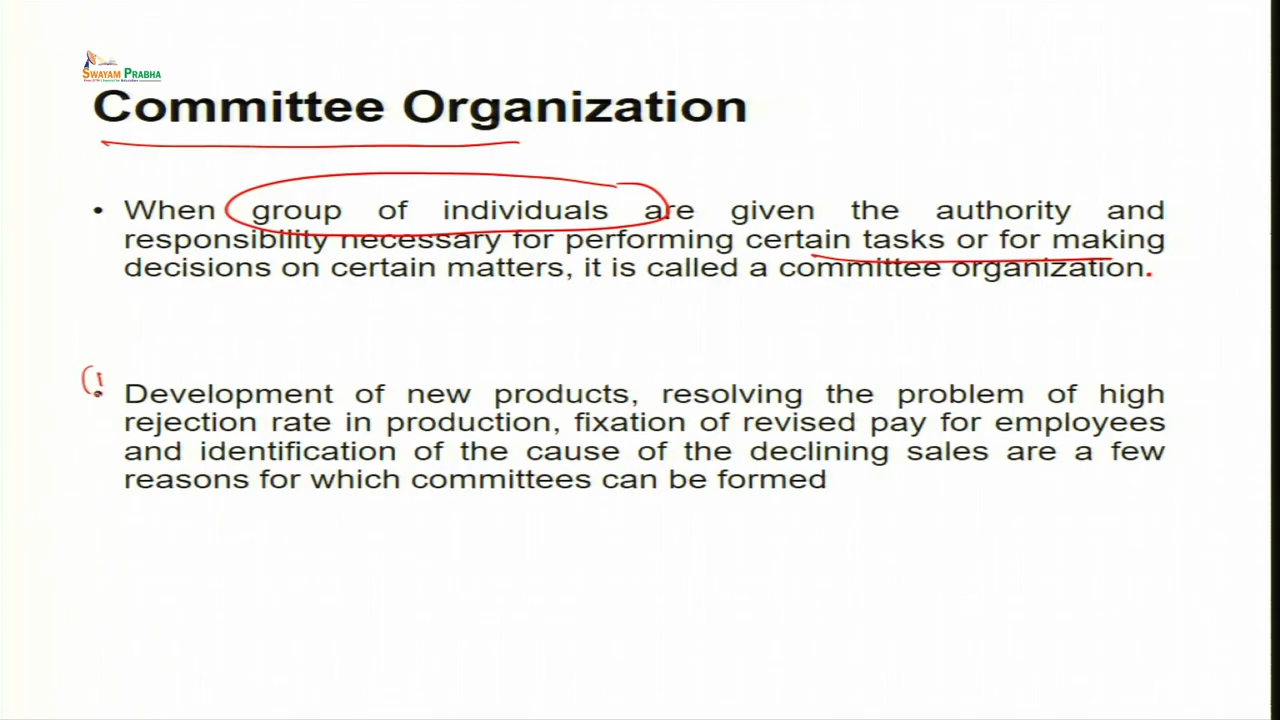 SWAYAM PRABHA
Committee Organization
• When group of individuals are given the authority and
responsibility necessary for performing certain tasks or for making
decisions on certain matters, it is called a committee organization.
• Development of new products, resolving the problem of high
rejection rate in production, fixation of revised pay for employees
and identification of the cause of the declining sales are a few
reasons for which committees can be formed